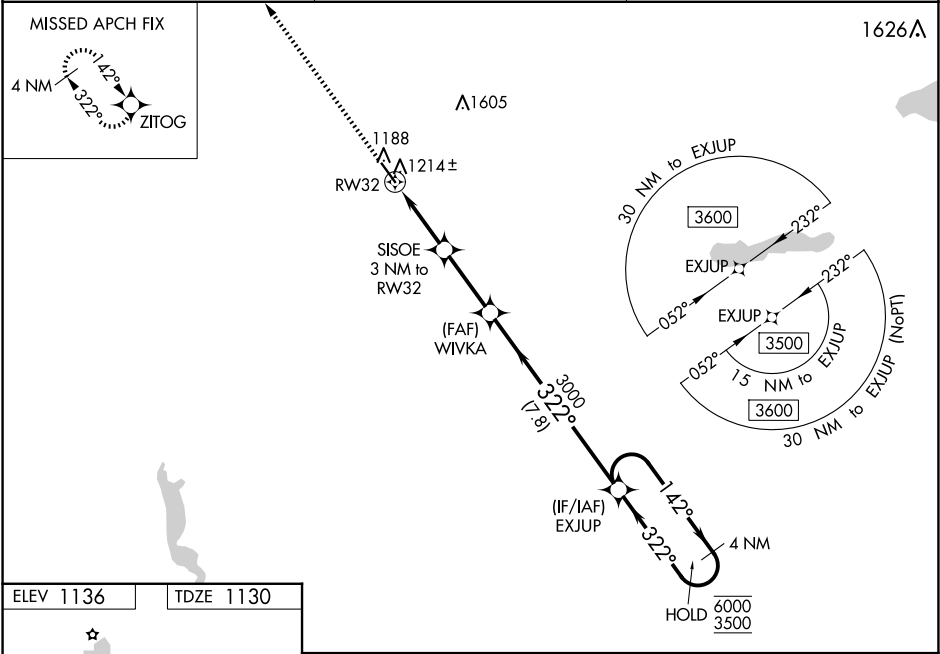 MISSED APCH FIX
4 NM
142°
322°
ZITOG
1626
1605
1188
1214±
RW32
SISOE
3 NM to
RW32
(FAF)
WIVKA
3000
322°
(7.8)
(IF/IAF)
EXJUP
142°
322°
4 NM
HOLD
6000
3500
30 NM to EXJUP
3600
232°
EXJUP
052°
232°
EXJUP
3500
052°
15 NM to EXJUP
3600
30 NM to EXJUP (NoPT)
ELEV 1136
TDZE 1130